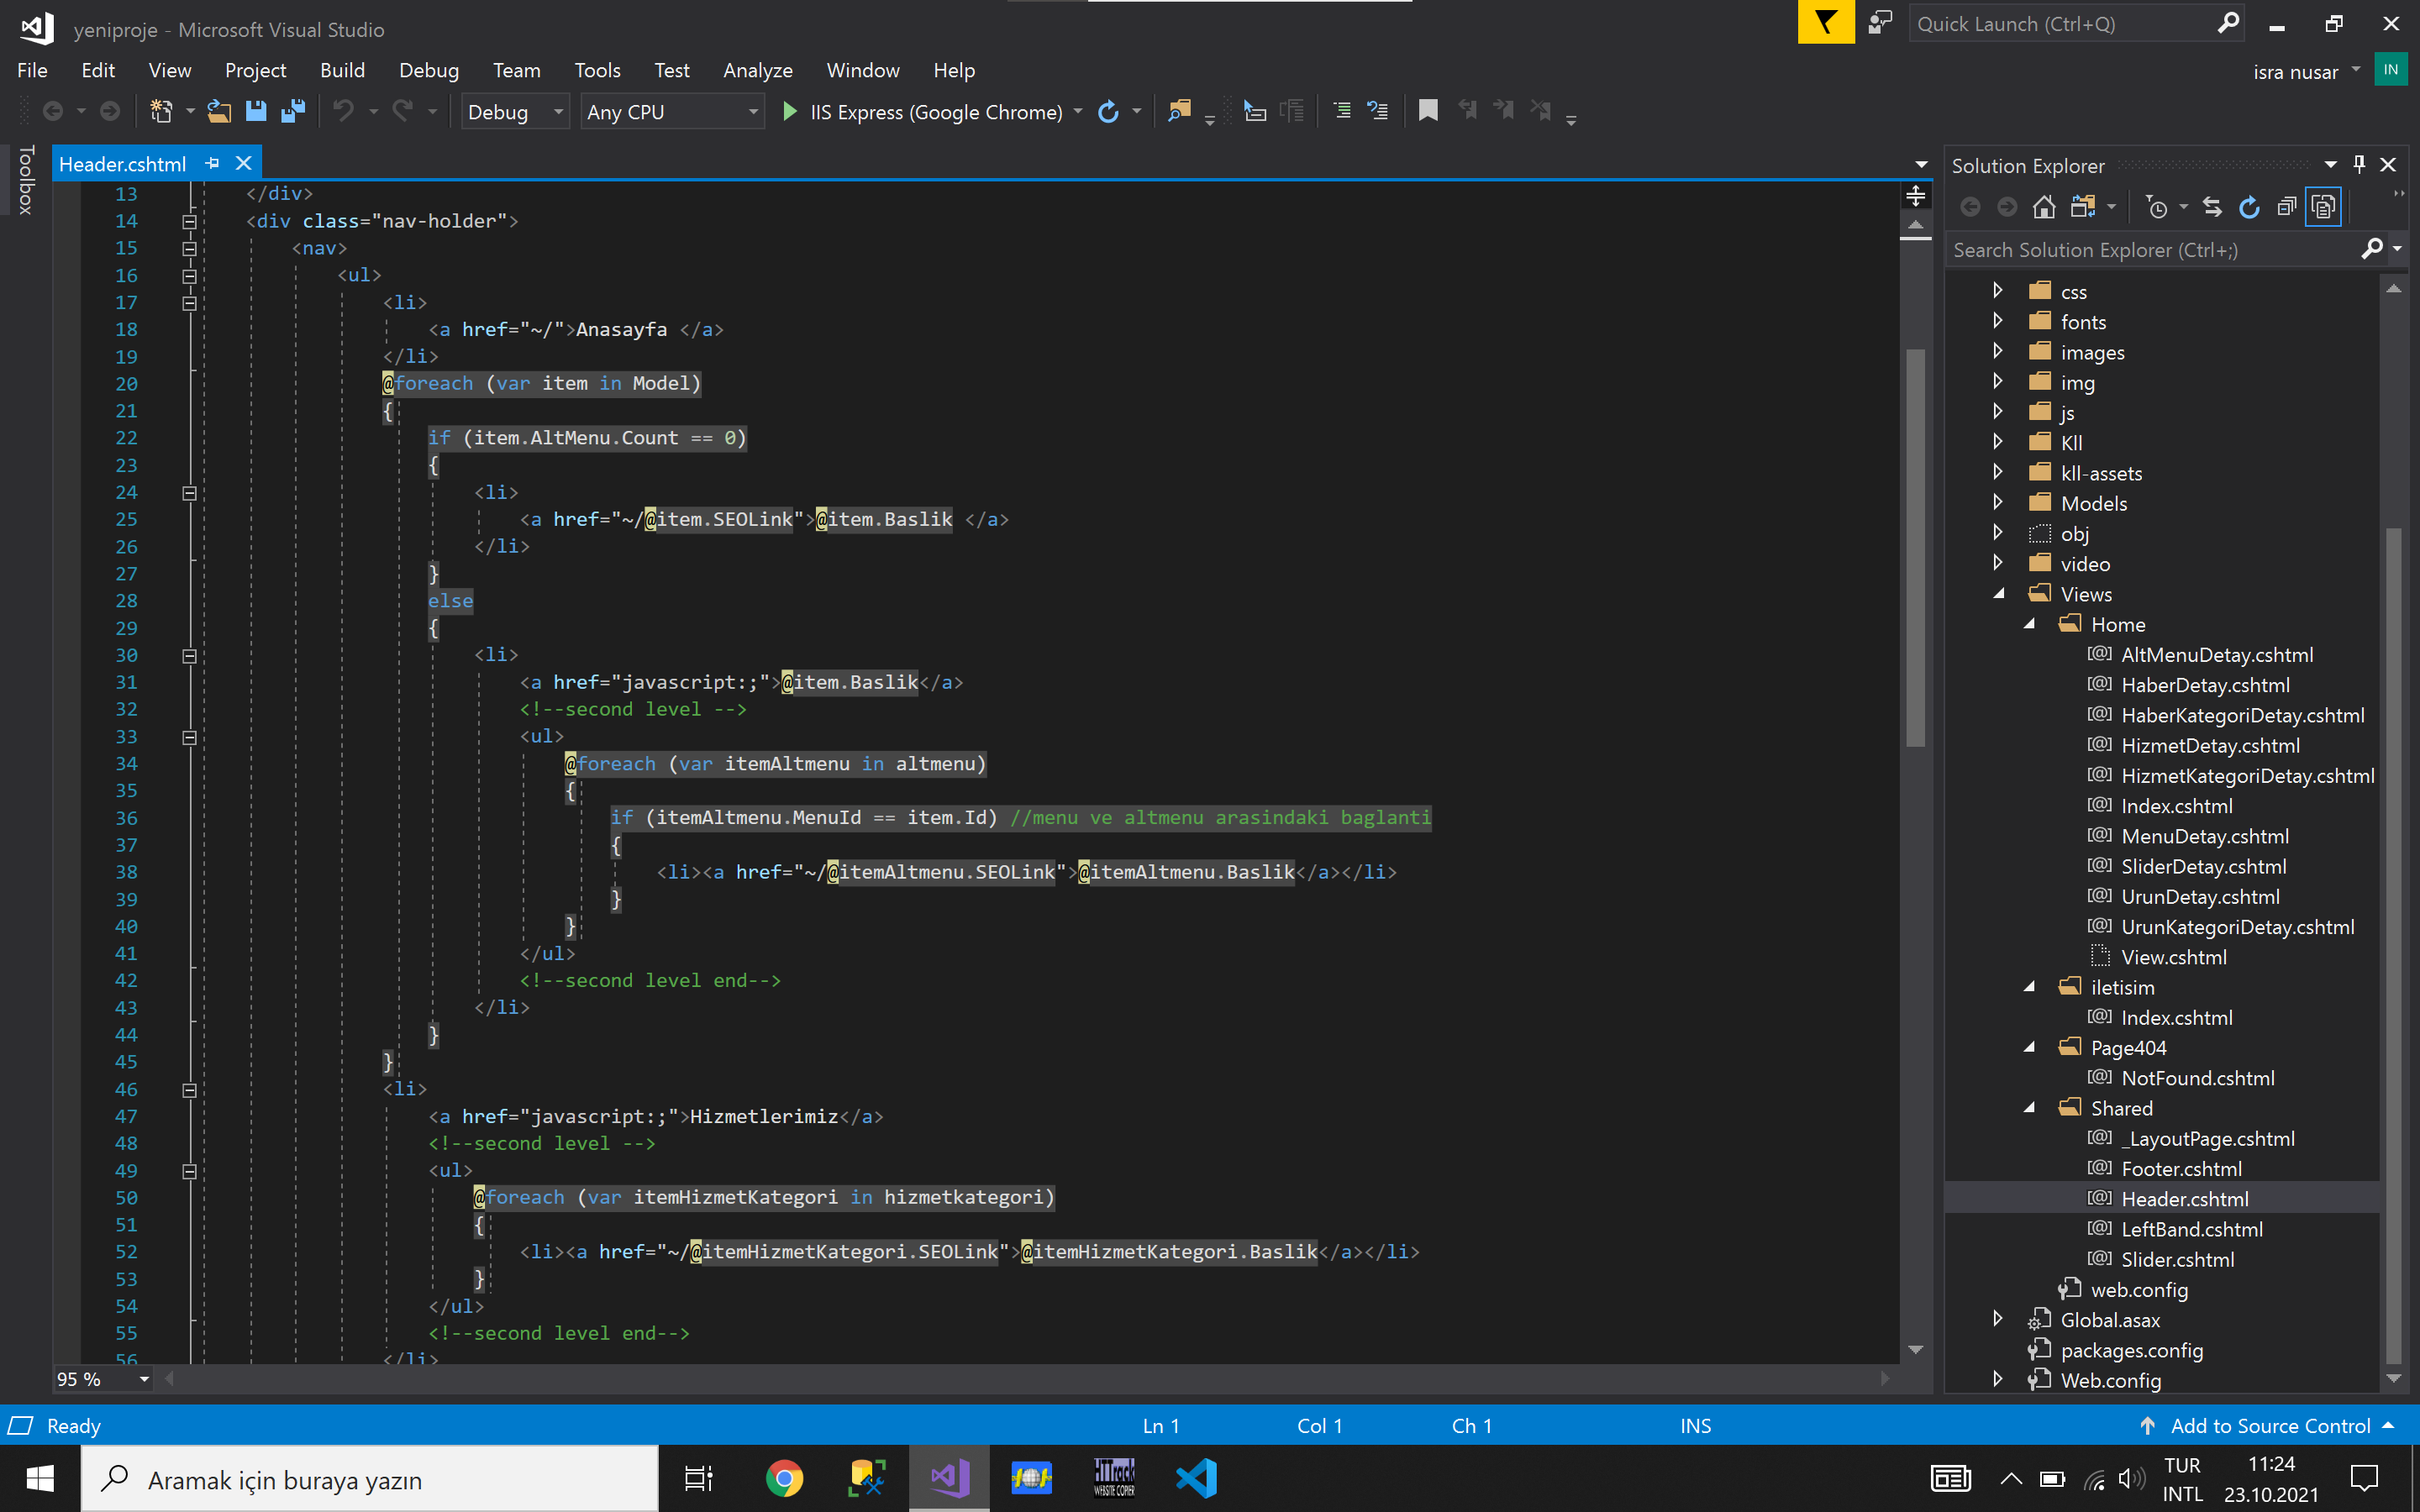 yeniproje - Microsoft Visual Studio
Quick Launch (Ctrl+Q)
File Edit View Project Build Debug Team Tools Test Analyze Window Help
isra nusar
IN
Debug Any CPU IIS Express (Google Chrome)
Toolbox
Header.cshtml
13 </div>
14 <div class="nav-holder">
15 <nav>
16 <ul>
17 <li>
18 <a href="~/">Anasayfa </a>
19 </li>
20 @foreach (var item in Model)
21 {
22 if (item.AltMenu.Count == 0)
23 {
24 <li>
25 <a href="~/@item.SEOLink">@item.Baslik </a>
26 </li>
27 }
28 else
29 {
30 <li>
31 <a href="javascript:;">@item.Baslik</a>
32 <!--second level -->
33 <ul>
34 @foreach (var itemAltmenu in altmenu)
35 {
36 if (itemAltmenu.MenuId == item.Id) //menu ve altmenu arasindaki baglanti
37 {
38 <li><a href="~/@itemAltmenu.SEOLink">@itemAltmenu.Baslik</a></li>
39 }
40 }
41 </ul>
42 <!--second level end-->
43 </li>
44 }
45 }
46 <li>
47 <a href="javascript:;">Hizmetlerimiz</a>
48 <!--second level -->
49 <ul>
50 @foreach (var itemHizmetKategori in hizmetkategori)
51 {
52 <li><a href="~/@itemHizmetKategori.SEOLink">@itemHizmetKategori.Baslik</a></li>
53 }
54 </ul>
55 <!--second level end-->
56 </li>
95 %
Solution Explorer
Search Solution Explorer (Ctrl+;)
css
fonts
images
img
js
Kll
kll-assets
Models
obj
video
Views
Home
AltMenuDetay.cshtml
HaberDetay.cshtml
HaberKategoriDetay.cshtml
HizmetDetay.cshtml
HizmetKategoriDetay.cshtml
Index.cshtml
MenuDetay.cshtml
SliderDetay.cshtml
UrunDetay.cshtml
UrunKategoriDetay.cshtml
View.cshtml
iletisim
Index.cshtml
Page404
NotFound.cshtml
Shared
_LayoutPage.cshtml
Footer.cshtml
Header.cshtml
LeftBand.cshtml
Slider.cshtml
web.config
Global.asax
packages.config
Web.config
Ready Ln 1 Col 1 Ch 1 INS Add to Source Control
Aramak için buraya yazın
HTTrack
WEBSITE COPIER
TUR
INTL
11:24
23.10.2021